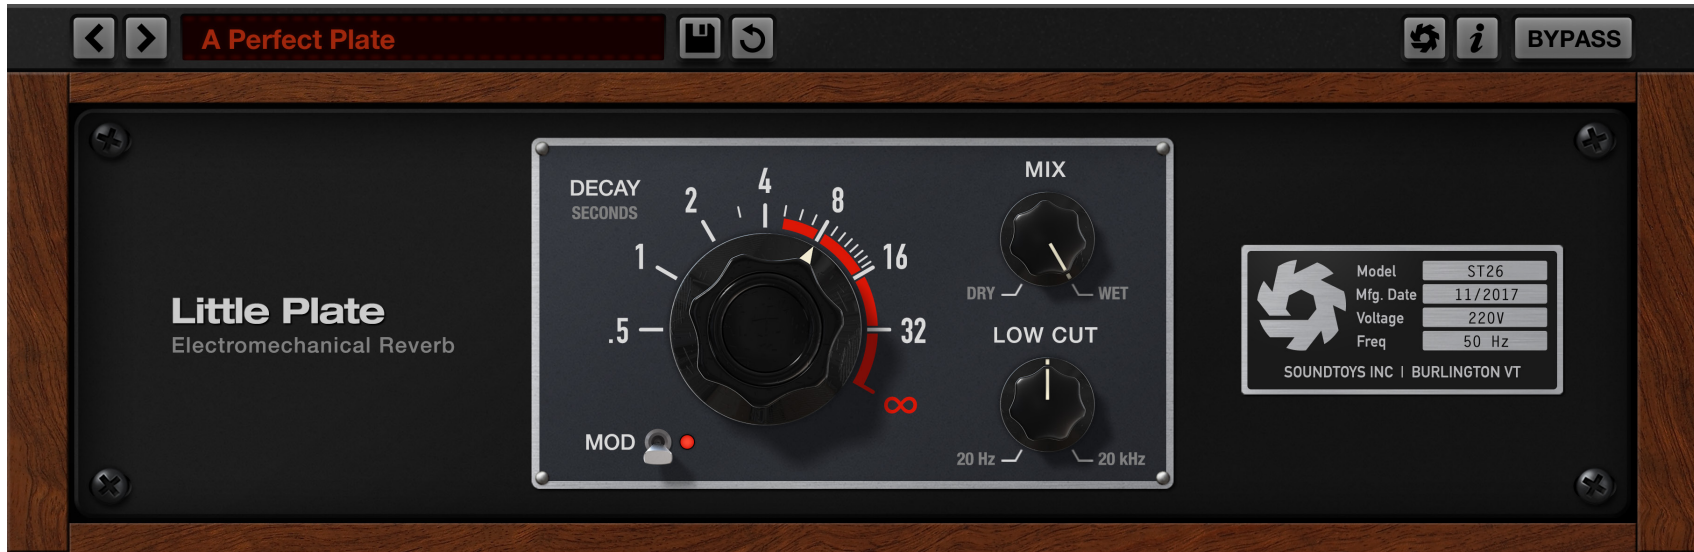 A Perfect Plate
i
BYPASS
DECAY
SECONDS
.5
1
2
4
8
16
32
∞
MOD
MIX
DRY
WET
LOW CUT
20 Hz
20 kHz
Little Plate
Electromechanical Reverb
Model ST26
Mfg. Date 11/2017
Voltage 220V
Freq 50 Hz
SOUNDTOYS INC | BURLINGTON VT